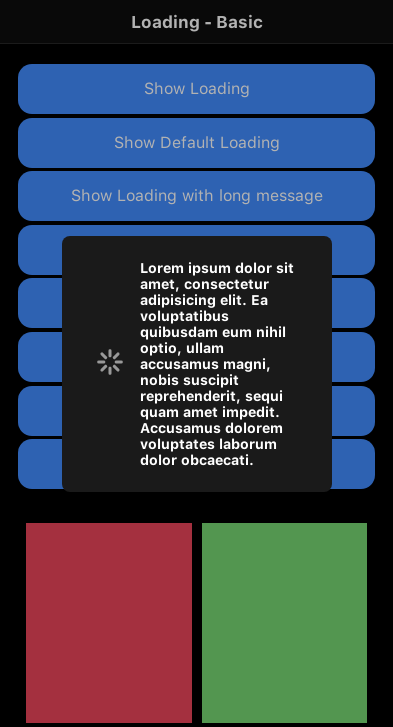 Loading - Basic
Show Loading
Show Default Loading
Show Loading with long message
Lorem ipsum dolor sit
amet, consectetur
adipisicing elit. Ea
voluptatibus
quibusdam eum nihil
optio, ullam
accusamus magni,
nobis suscipit
reprehenderit, sequi
quam amet impedit.
Accusamus dolorem
voluptates laborum
dolor obcaecati.